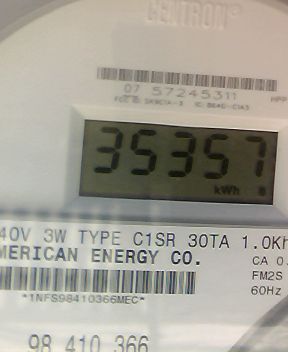 CENTRON®
07 57245311
35357
kWh
40V 3W TYPE C1SR 30TA 1.0Kh
MERICAN ENERGY CO.
CA 0.
FM2S
*1NFS98410366MEC*
60Hz
98 410 366